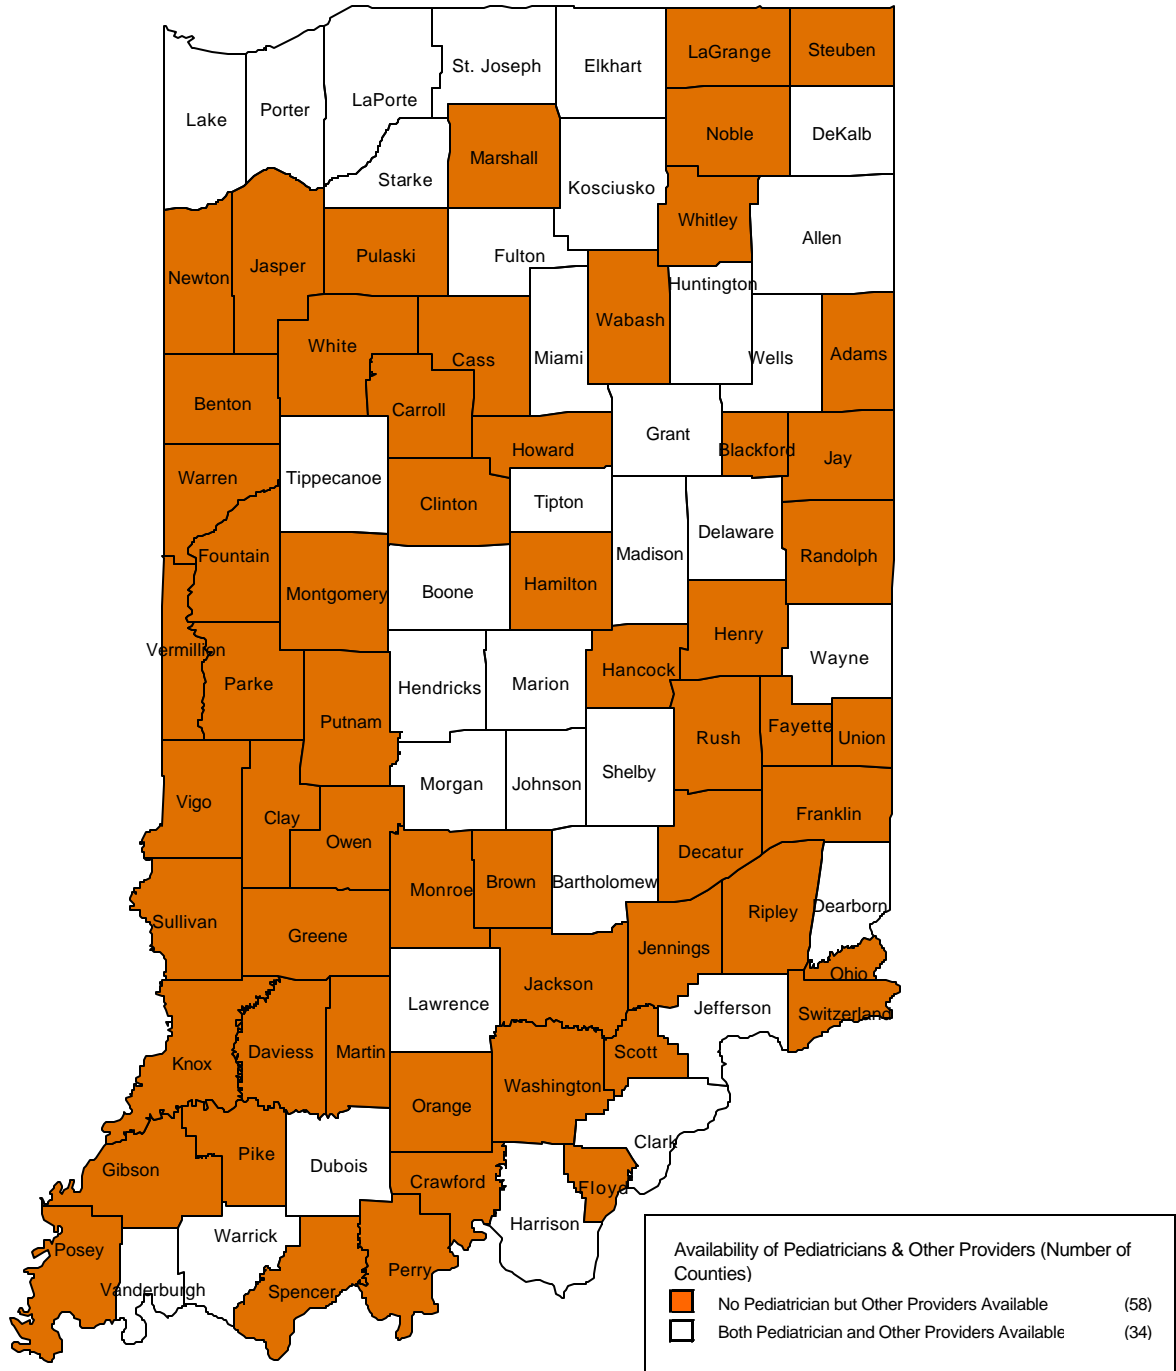 LaGrange
Steuben
St. Joseph
Elkhart
LaPorte
Porter
Lake
Noble
DeKalb
Marshall
Starke
Kosciusko
Whitley
Allen
Fulton
Pulaski
Jasper
Newton
Huntington
Wabash
White
Cass
Miami
Wells
Adams
Benton
Carroll
Grant
Howard
Blackford
Jay
Warren
Tippecanoe
Clinton
Tipton
Delaware
Madison
Randolph
Fountain
Hamilton
Montgomery
Boone
Henry
Vermillion
Wayne
Hancock
Parke
Hendricks
Marion
Putnam
Fayette
Rush
Union
Shelby
Morgan
Johnson
Vigo
Clay
Franklin
Owen
Decatur
Monroe
Brown
Bartholomew
Dearborn
Ripley
Sullivan
Greene
Jennings
Ohio
Jackson
Lawrence
Jefferson
Switzerland
Daviess
Martin
Scott
Knox
Washington
Orange
Clark
Pike
Dubois
Gibson
Crawford
Floyd
Harrison
Warrick
Posey
Perry
Vanderburgh
Spencer
Availability of Pediatricians & Other Providers (Number of
Counties)
No Pediatrician but Other Providers Available (58)
Both Pediatrician and Other Providers Available (34)